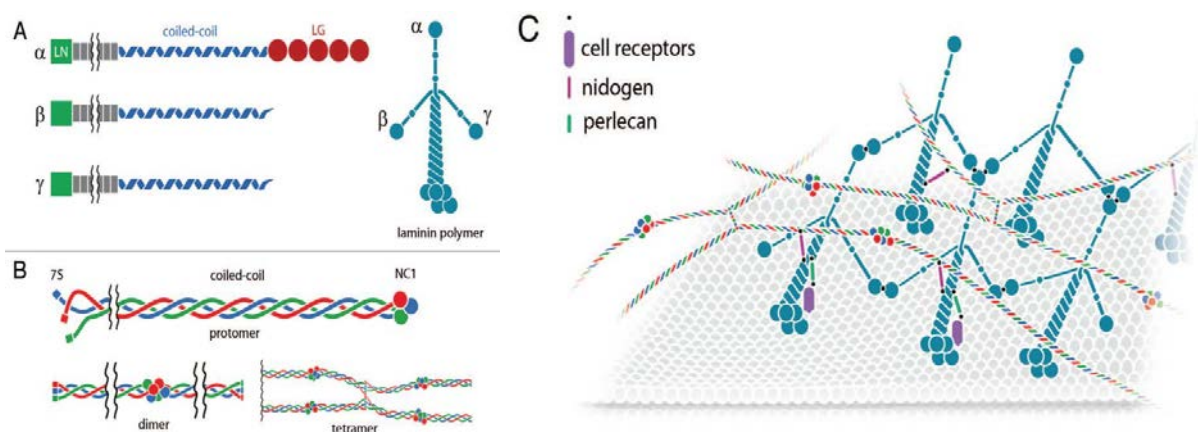 A
coiled-coil
LG
α
LN
β
γ
α
β
γ
laminin polymer
B
7S
coiled-coil
NC1
protomer
dimer
tetramer
C
cell receptors
nidogen
perlecan